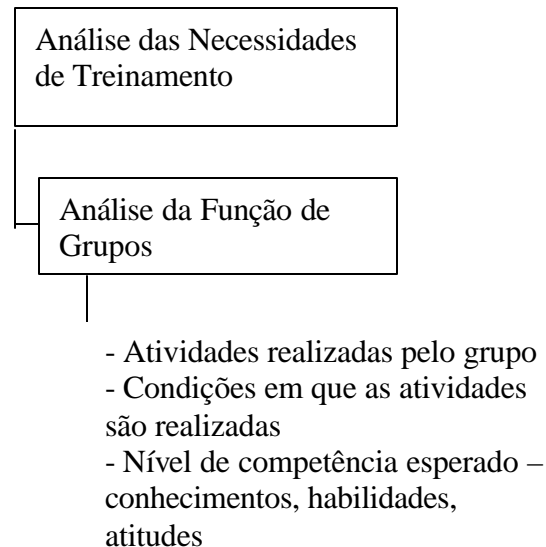 Análise das Necessidades
de Treinamento
Análise da Função de
Grupos
- Atividades realizadas pelo grupo
- Condições em que as atividades
são realizadas
- Nível de competência esperado –
conhecimentos, habilidades,
atitudes